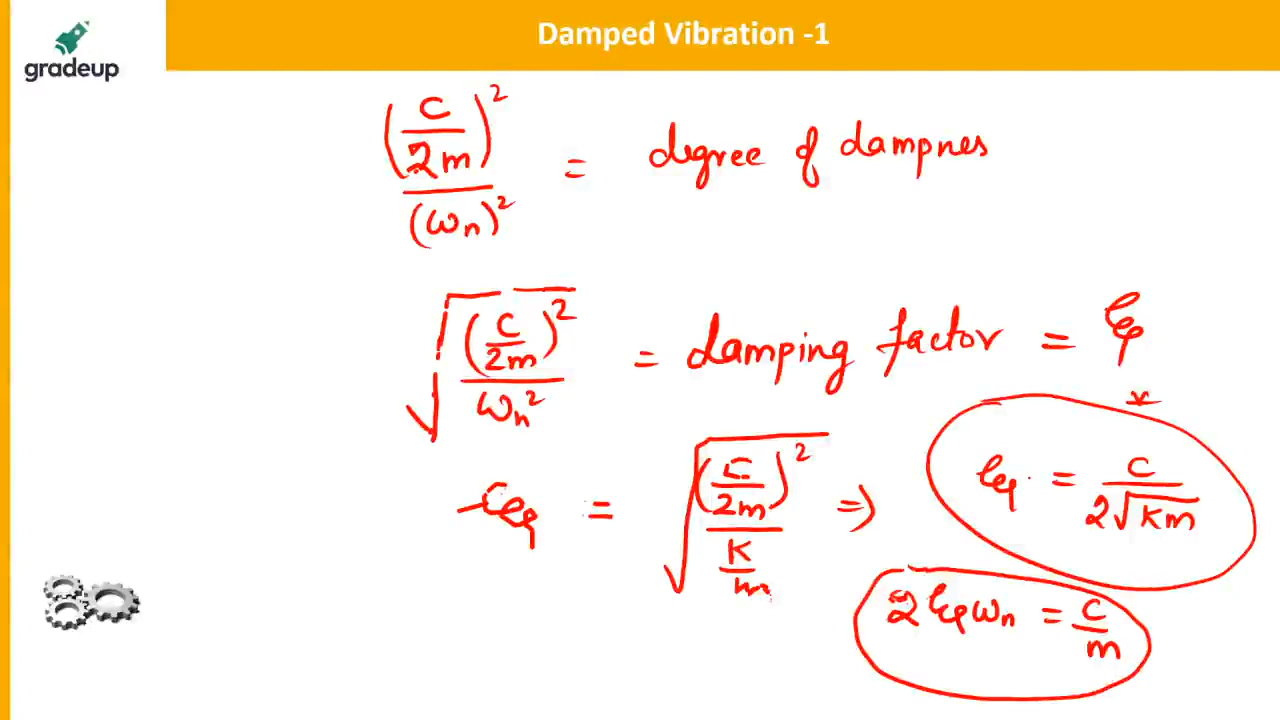 Damped Vibration -1
gradeup
(c/2m)² / (ωn)² = degree of dampnes
√((c/2m)² / ωn²) = damping factor = ξ
ξ = √((c/2m)² / (K/m)) ⇒ ξ = c / 2√Km
2ξωn = c/m